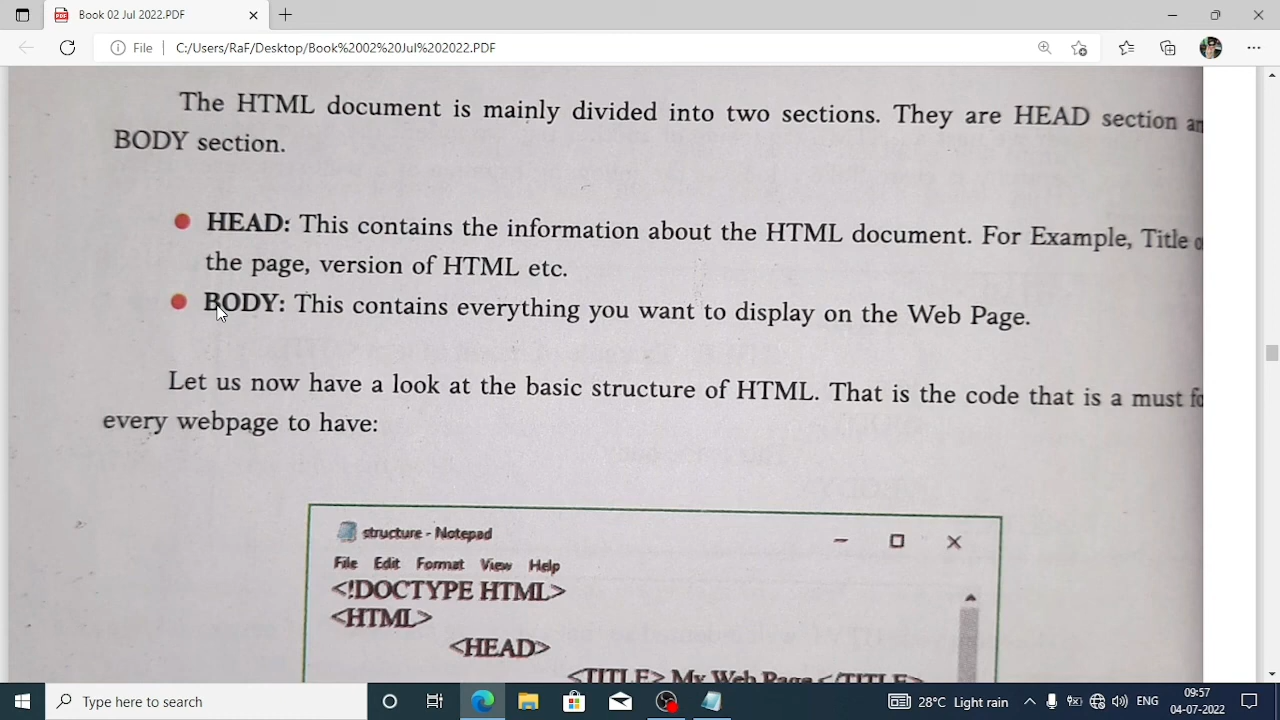 Book 02 Jul 2022.PDF
File
C:/Users/RaF/Desktop/Book%2002%20Jul%202022.PDF
The HTML document is mainly divided into two sections. They are HEAD section
BODY section.
HEAD: This contains the information about the HTML document. For Example, Title
the page, version of HTML etc.
BODY: This contains everything you want to display on the Web Page.
Let us now have a look at the basic structure of HTML. That is the code that is a must
every webpage to have:
structure - Notepad
File Edit Format View Help
<!DOCTYPE HTML>
<HTML>
<HEAD>
<TITLE> My Web Page </TITLE>
Type here to search
28°C Light rain
ENG
09:57
04-07-2022